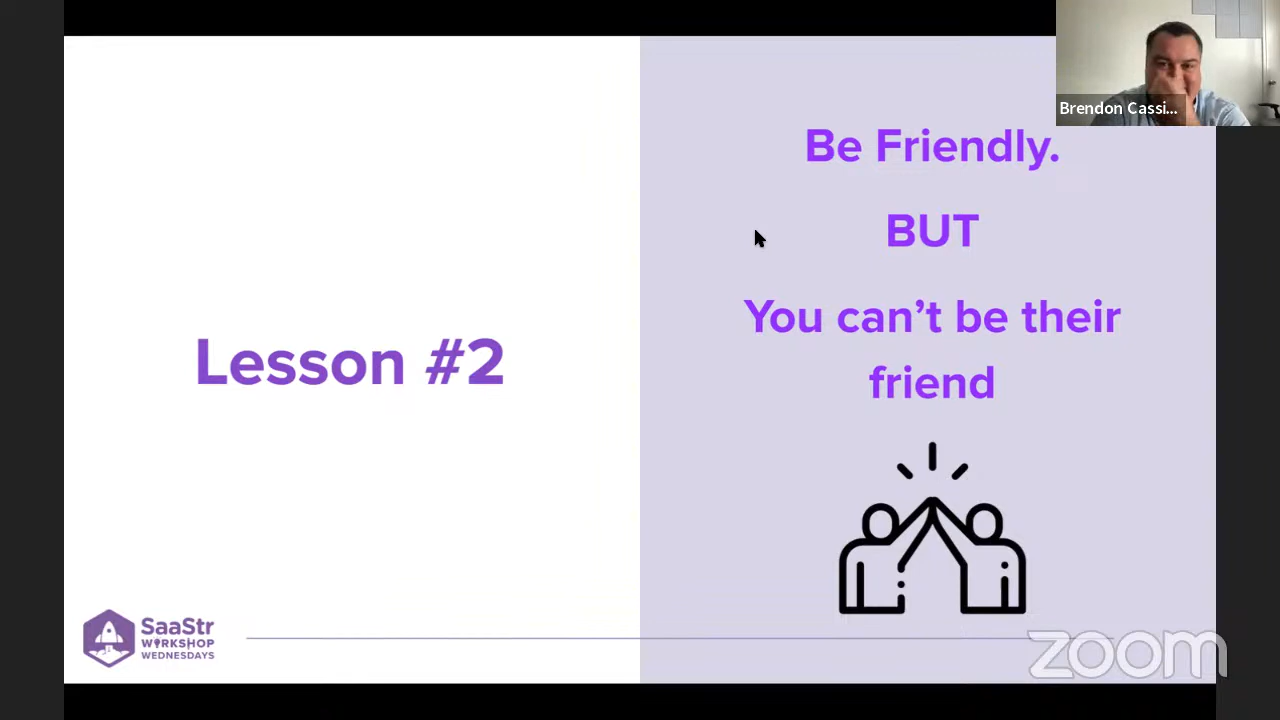 Brendon Cassi...
Be Friendly.
BUT
You can’t be their
friend
Lesson #2
SaaStr
WORKSHOP
WEDNESDAYS
zoom